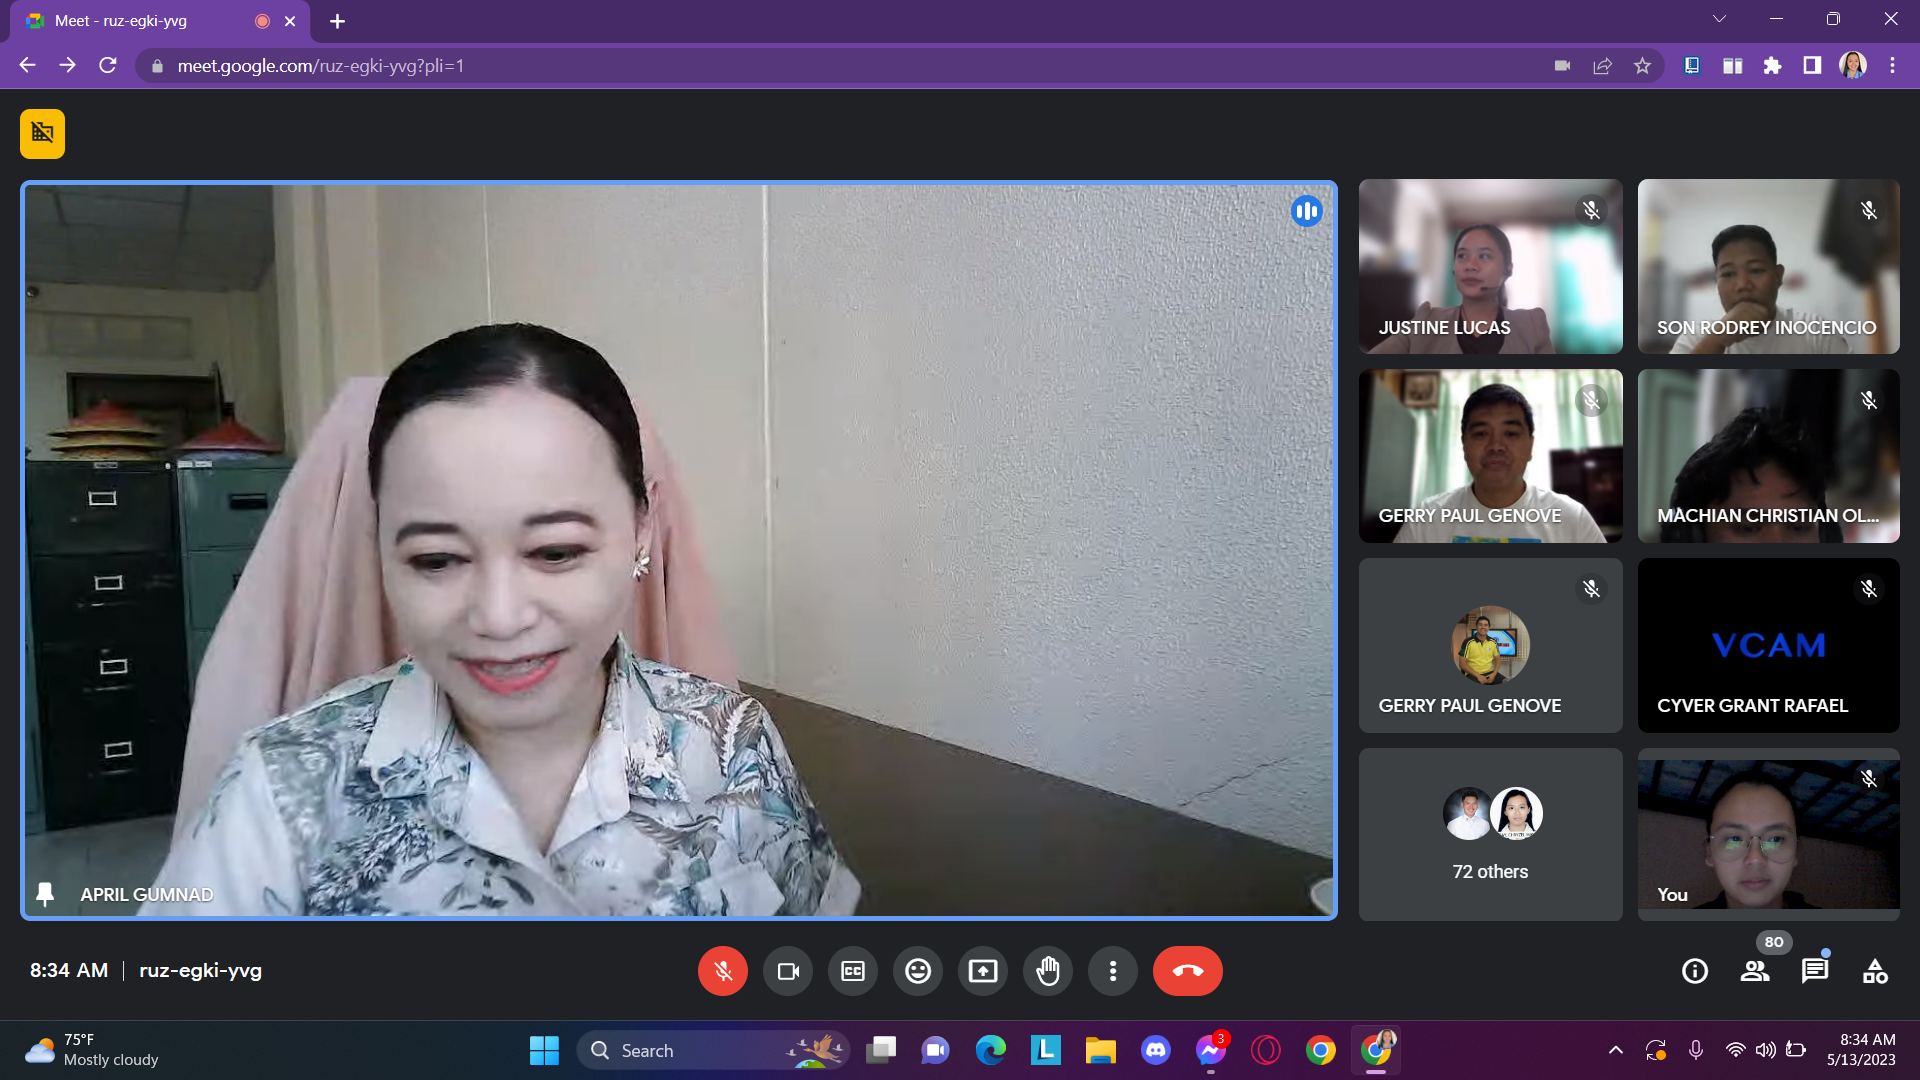 Meet - ruz-egki-yvg
meet.google.com/ruz-egki-yvg?pli=1
JUSTINE LUCAS
SON RODREY INOCENCIO
GERRY PAUL GENOVE
MACHIAN CHRISTIAN OL...
GERRY PAUL GENOVE
VCAM
CYVER GRANT RAFAEL
72 others
You
APRIL GUMNAD
8:34 AM | ruz-egki-yvg
CC
80
75°F
Mostly cloudy
Search
L
3
8:34 AM
5/13/2023